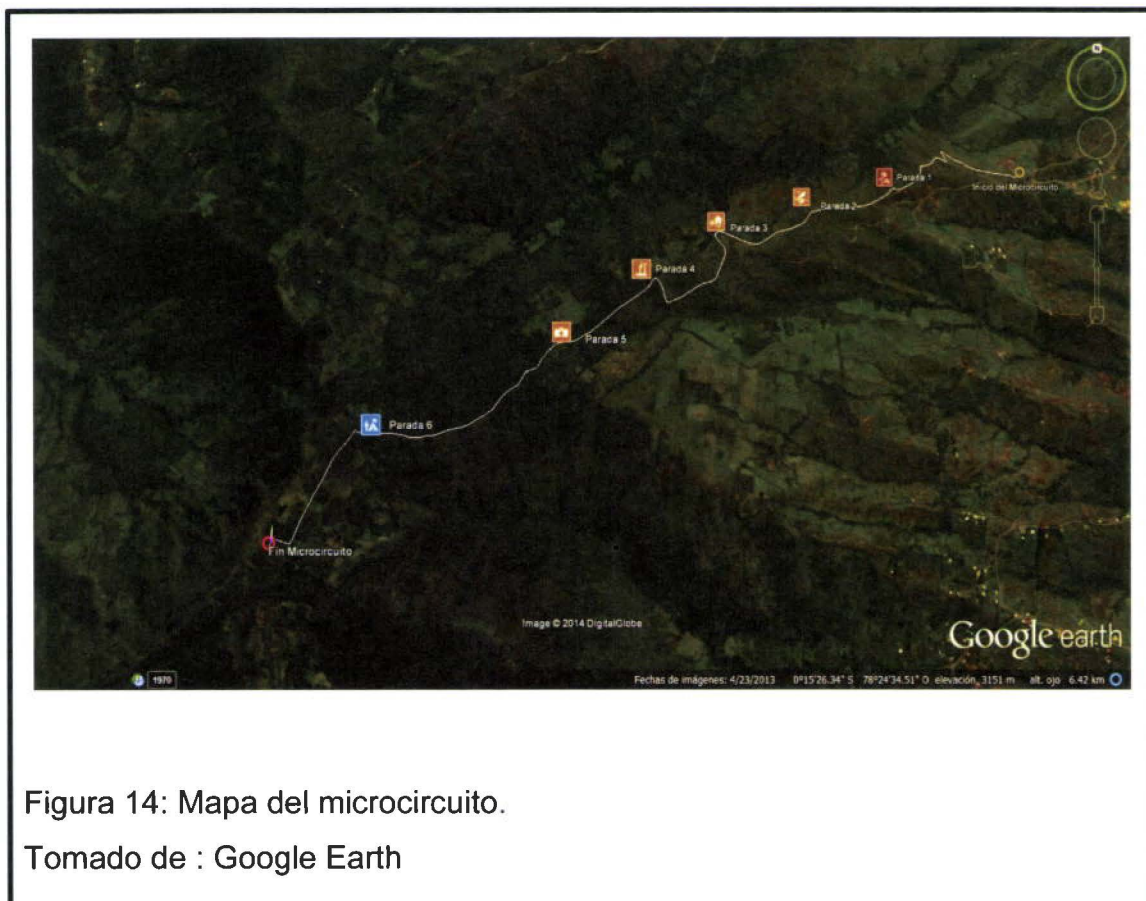 N
Parada 1
Inicio del Microcircuito
Parada 2
Parada 3
Parada 4
Parada 5
Parada 6
Fin Microcircuito
Image © 2014 DigitalGlobe
Google earth
1970
Fechas de imágenes: 4/23/2013 0°15'26.34" S 78°24'34.51" O elevación 3151 m alt. ojo 6.42 km
Figura 14: Mapa del microcircuito.
Tomado de : Google Earth